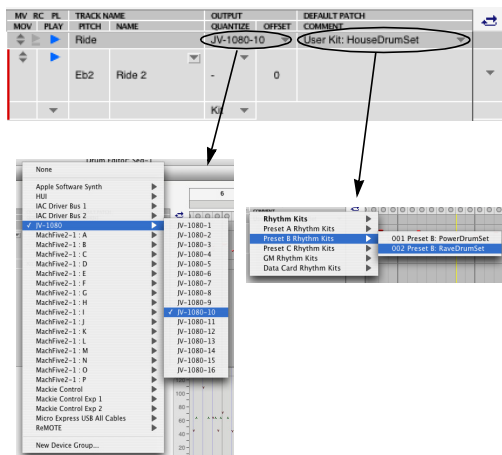 MV RC PL TRACK NAME OUTPUT DEFAULT PATCH
MOV PLAY PITCH NAME QUANTIZE OFFSET COMMENT
Ride JV-1080-10 User Kit: HouseDrumSet
Eb2 Ride 2 - 0
Kit
Drum Editor: Seq-1
None
Apple Software Synth
HUI
IAC Driver Bus 1
IAC Driver Bus 2
✓ JV-1080
MachFive2-1 : A
MachFive2-1 : B
MachFive2-1 : C
MachFive2-1 : D
MachFive2-1 : E
MachFive2-1 : F
MachFive2-1 : G
MachFive2-1 : H
MachFive2-1 : I
MachFive2-1 : J
MachFive2-1 : K
MachFive2-1 : L
MachFive2-1 : M
MachFive2-1 : N
MachFive2-1 : O
MachFive2-1 : P
Mackie Control
Mackie Control Exp 1
Mackie Control Exp 2
Micro Express USB All Cables
ReMOTE
New Device Group...
6
JV-1080-1
JV-1080-2
JV-1080-3
JV-1080-4
JV-1080-5
JV-1080-6
JV-1080-7
JV-1080-8
JV-1080-9
✓ JV-1080-10
JV-1080-11
JV-1080-12
JV-1080-13
JV-1080-14
JV-1080-15
JV-1080-16
100
80
60
40
20
COMMENT
Rhythm Kits
Preset A Rhythm Kits
Preset B Rhythm Kits
Preset C Rhythm Kits
GM Rhythm Kits
Data Card Rhythm Kits
001 Preset B: PowerDrumSet
002 Preset B: RaveDrumSet